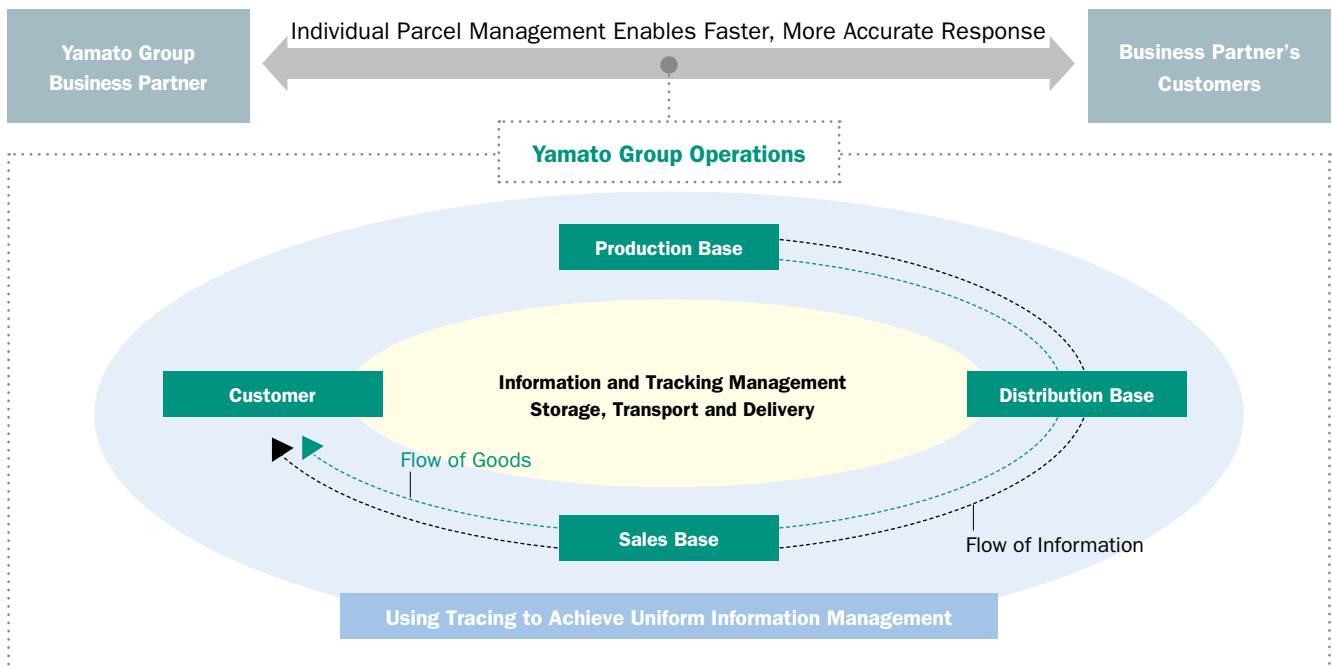 Individual Parcel Management Enables Faster, More Accurate Response
Yamato Group
Business Partner
Business Partner's
Customers
Yamato Group Operations
Production Base
Customer
Information and Tracking Management
Storage, Transport and Delivery
Distribution Base
Flow of Goods
Sales Base
Flow of Information
Using Tracing to Achieve Uniform Information Management